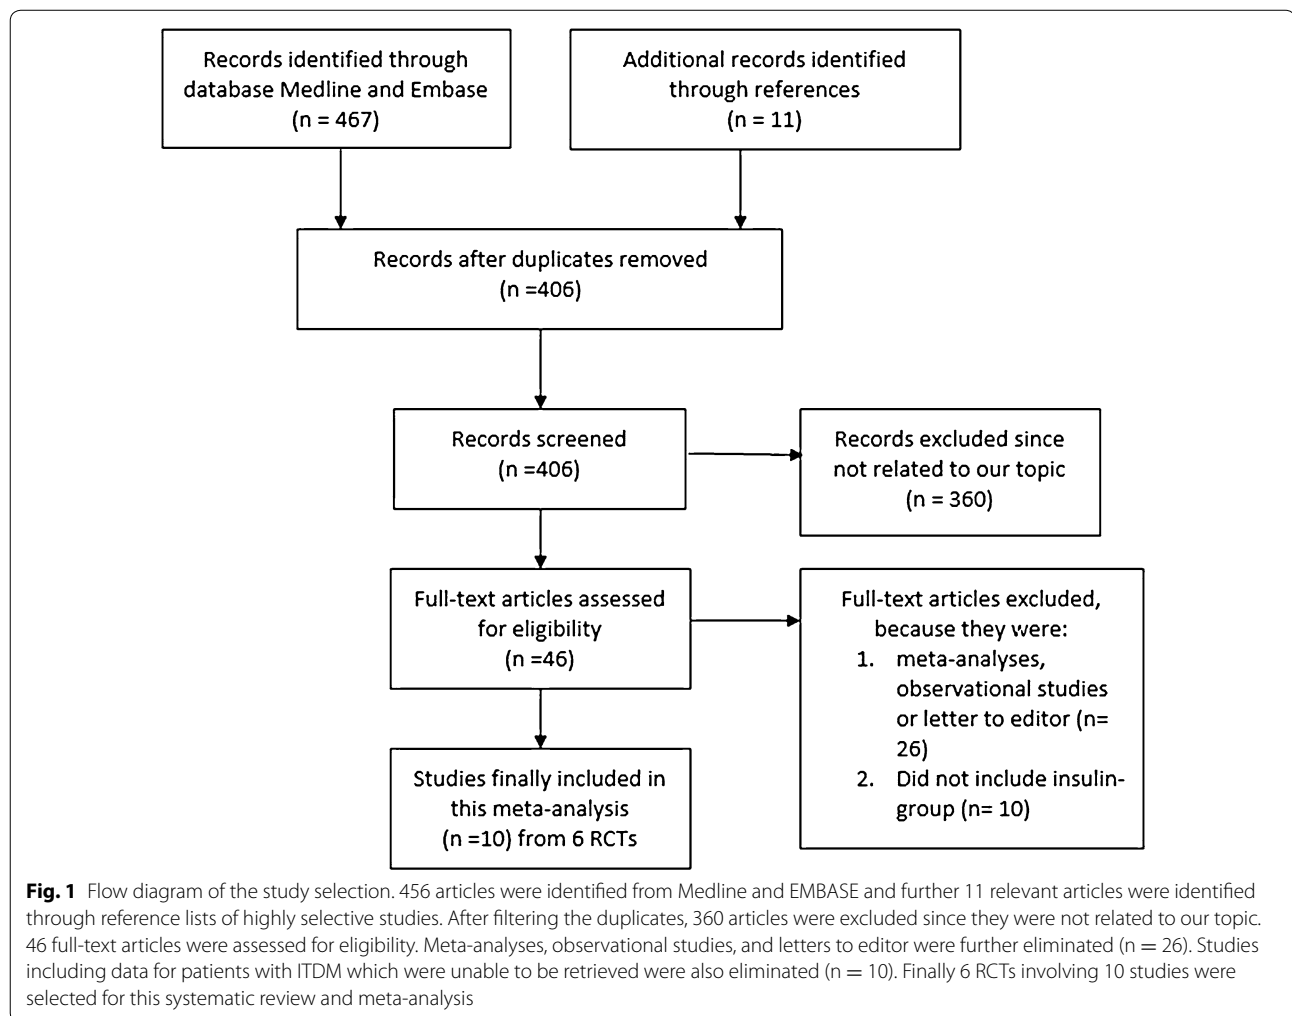 Records identified through
database Medline and Embase
(n = 467)
Additional records identified
through references
(n = 11)
Records after duplicates removed
(n =406)
Records screened
(n =406)
Records excluded since
not related to our topic
(n = 360)
Full-text articles assessed
for eligibility
(n =46)
Full-text articles excluded,
because they were:
1. meta-analyses,
observational studies
or letter to editor (n=
26)
2. Did not include insulin-
group (n= 10)
Studies finally included in
this meta-analysis
(n =10) from 6 RCTs
Fig. 1 Flow diagram of the study selection. 456 articles were identified from Medline and EMBASE and further 11 relevant articles were identified
through reference lists of highly selective studies. After filtering the duplicates, 360 articles were excluded since they were not related to our topic.
46 full-text articles were assessed for eligibility. Meta-analyses, observational studies, and letters to editor were further eliminated (n = 26). Studies
including data for patients with ITDM which were unable to be retrieved were also eliminated (n = 10). Finally 6 RCTs involving 10 studies were
selected for this systematic review and meta-analysis